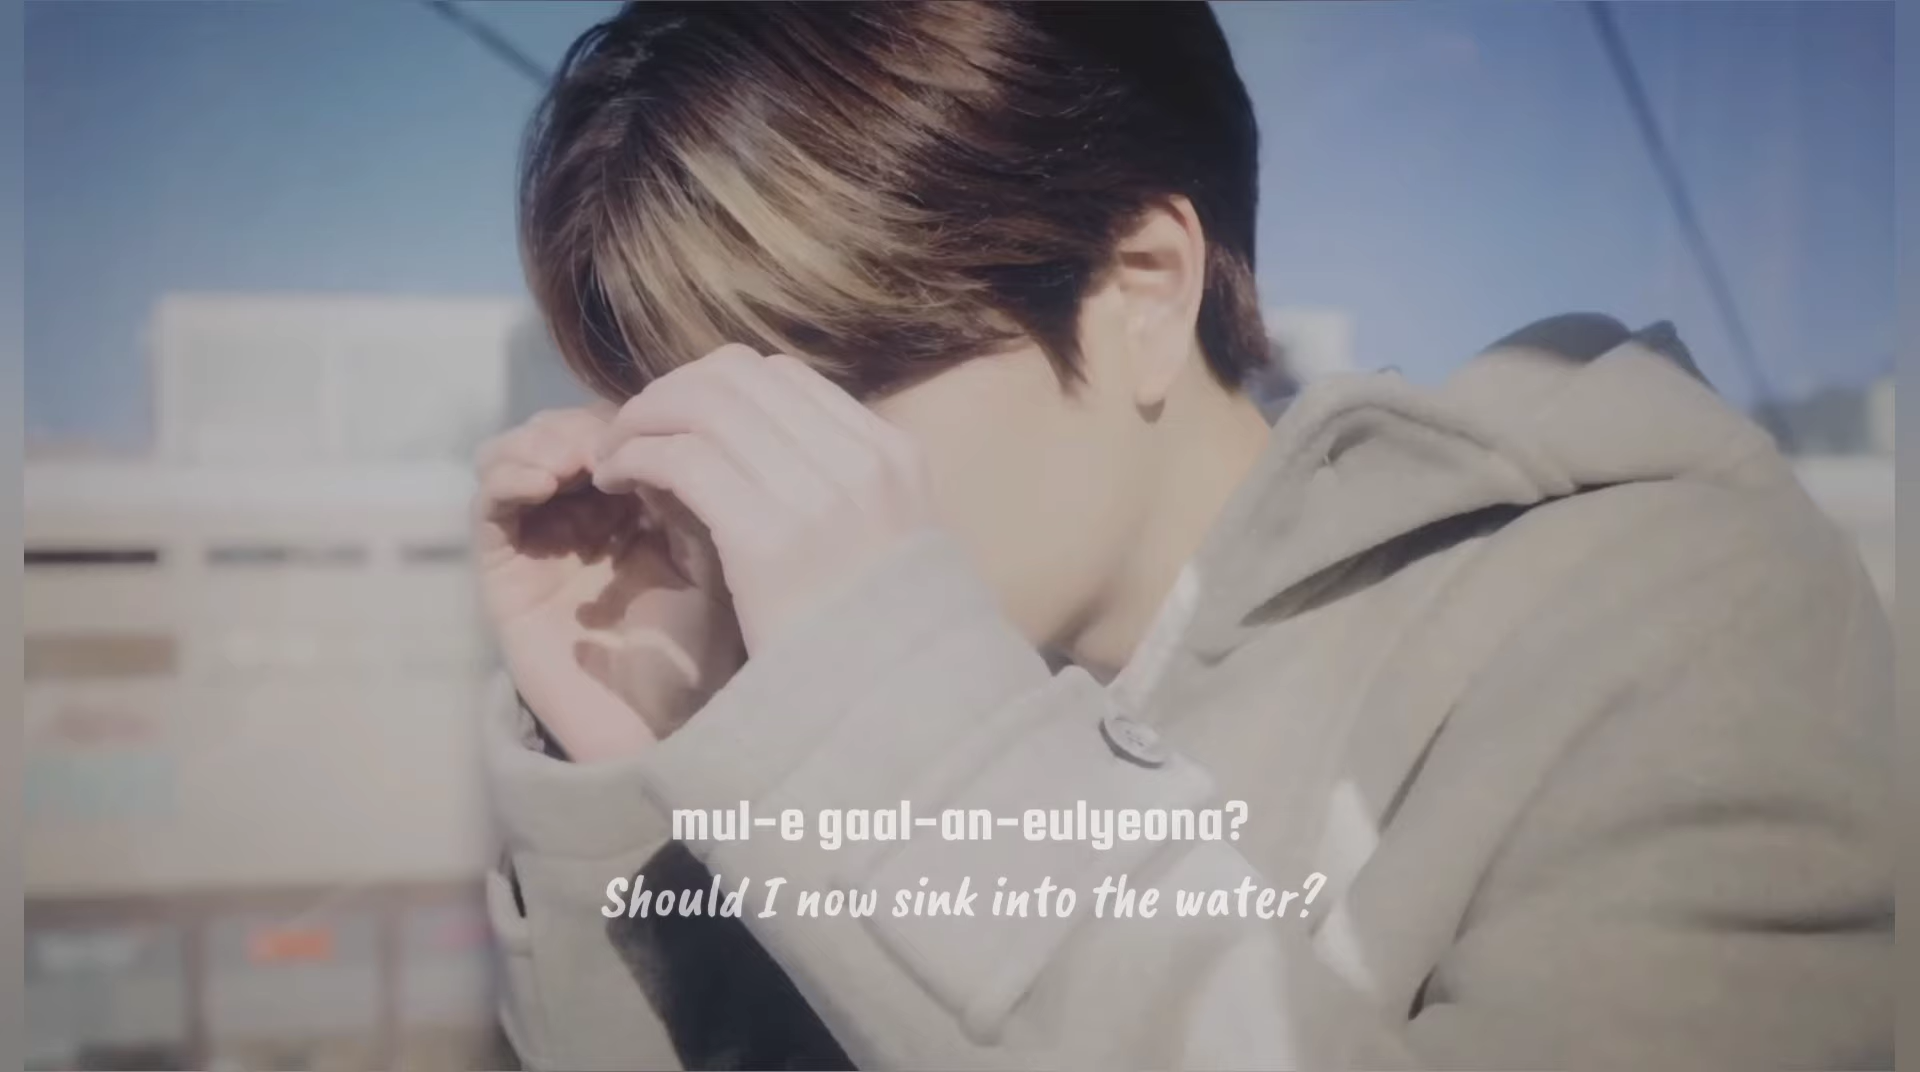 mul-e gaal-an-eulyeona?
Should I now sink into the water?